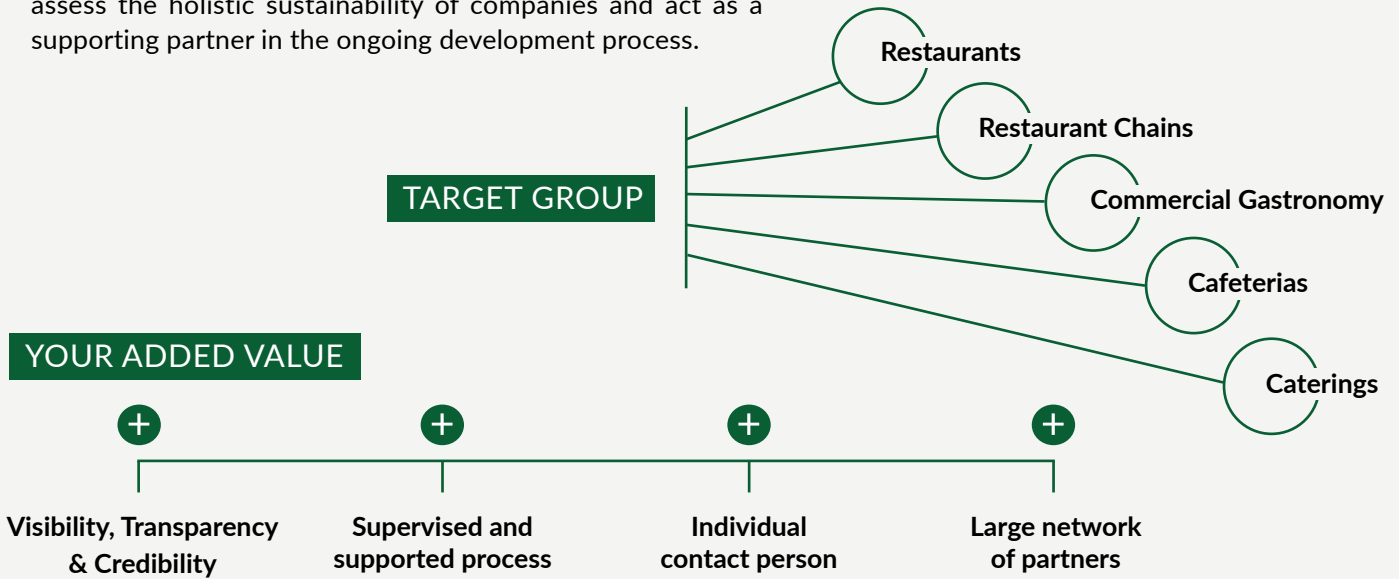 assess the holistic sustainability of companies and act as a
supporting partner in the ongoing development process.
Restaurants
Restaurant Chains
TARGET GROUP
Commercial Gastronomy
Cafeterias
Caterings
YOUR ADDED VALUE
+ + + +
Visibility, Transparency
& Credibility
Supervised and
supported process
Individual
contact person
Large network
of partners